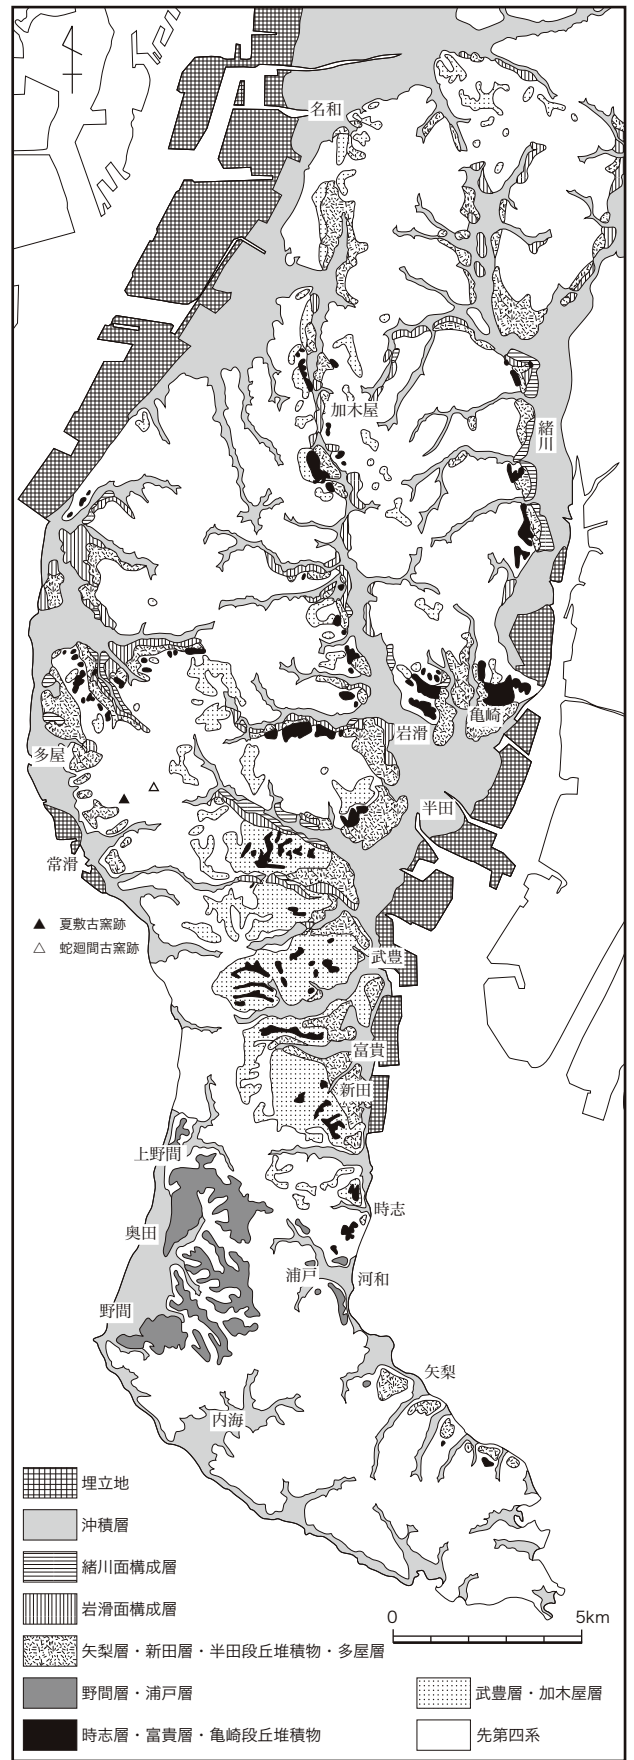 名和
加木屋
緒川
亀崎
岩滑
多屋
半田
常滑
▲ 夏敷古窯跡
△ 蛇廻間古窯跡
武豊
富貴
新田
上野間
時志
奥田
浦戸
河和
野間
矢梨
内海
埋立地
沖積層
緒川面構成層
岩滑面構成層
0 5km
矢梨層・新田層・半田段丘堆積物・多屋層
野間層・浦戸層
武豊層・加木屋層
時志層・富貴層・亀崎段丘堆積物
先第四系